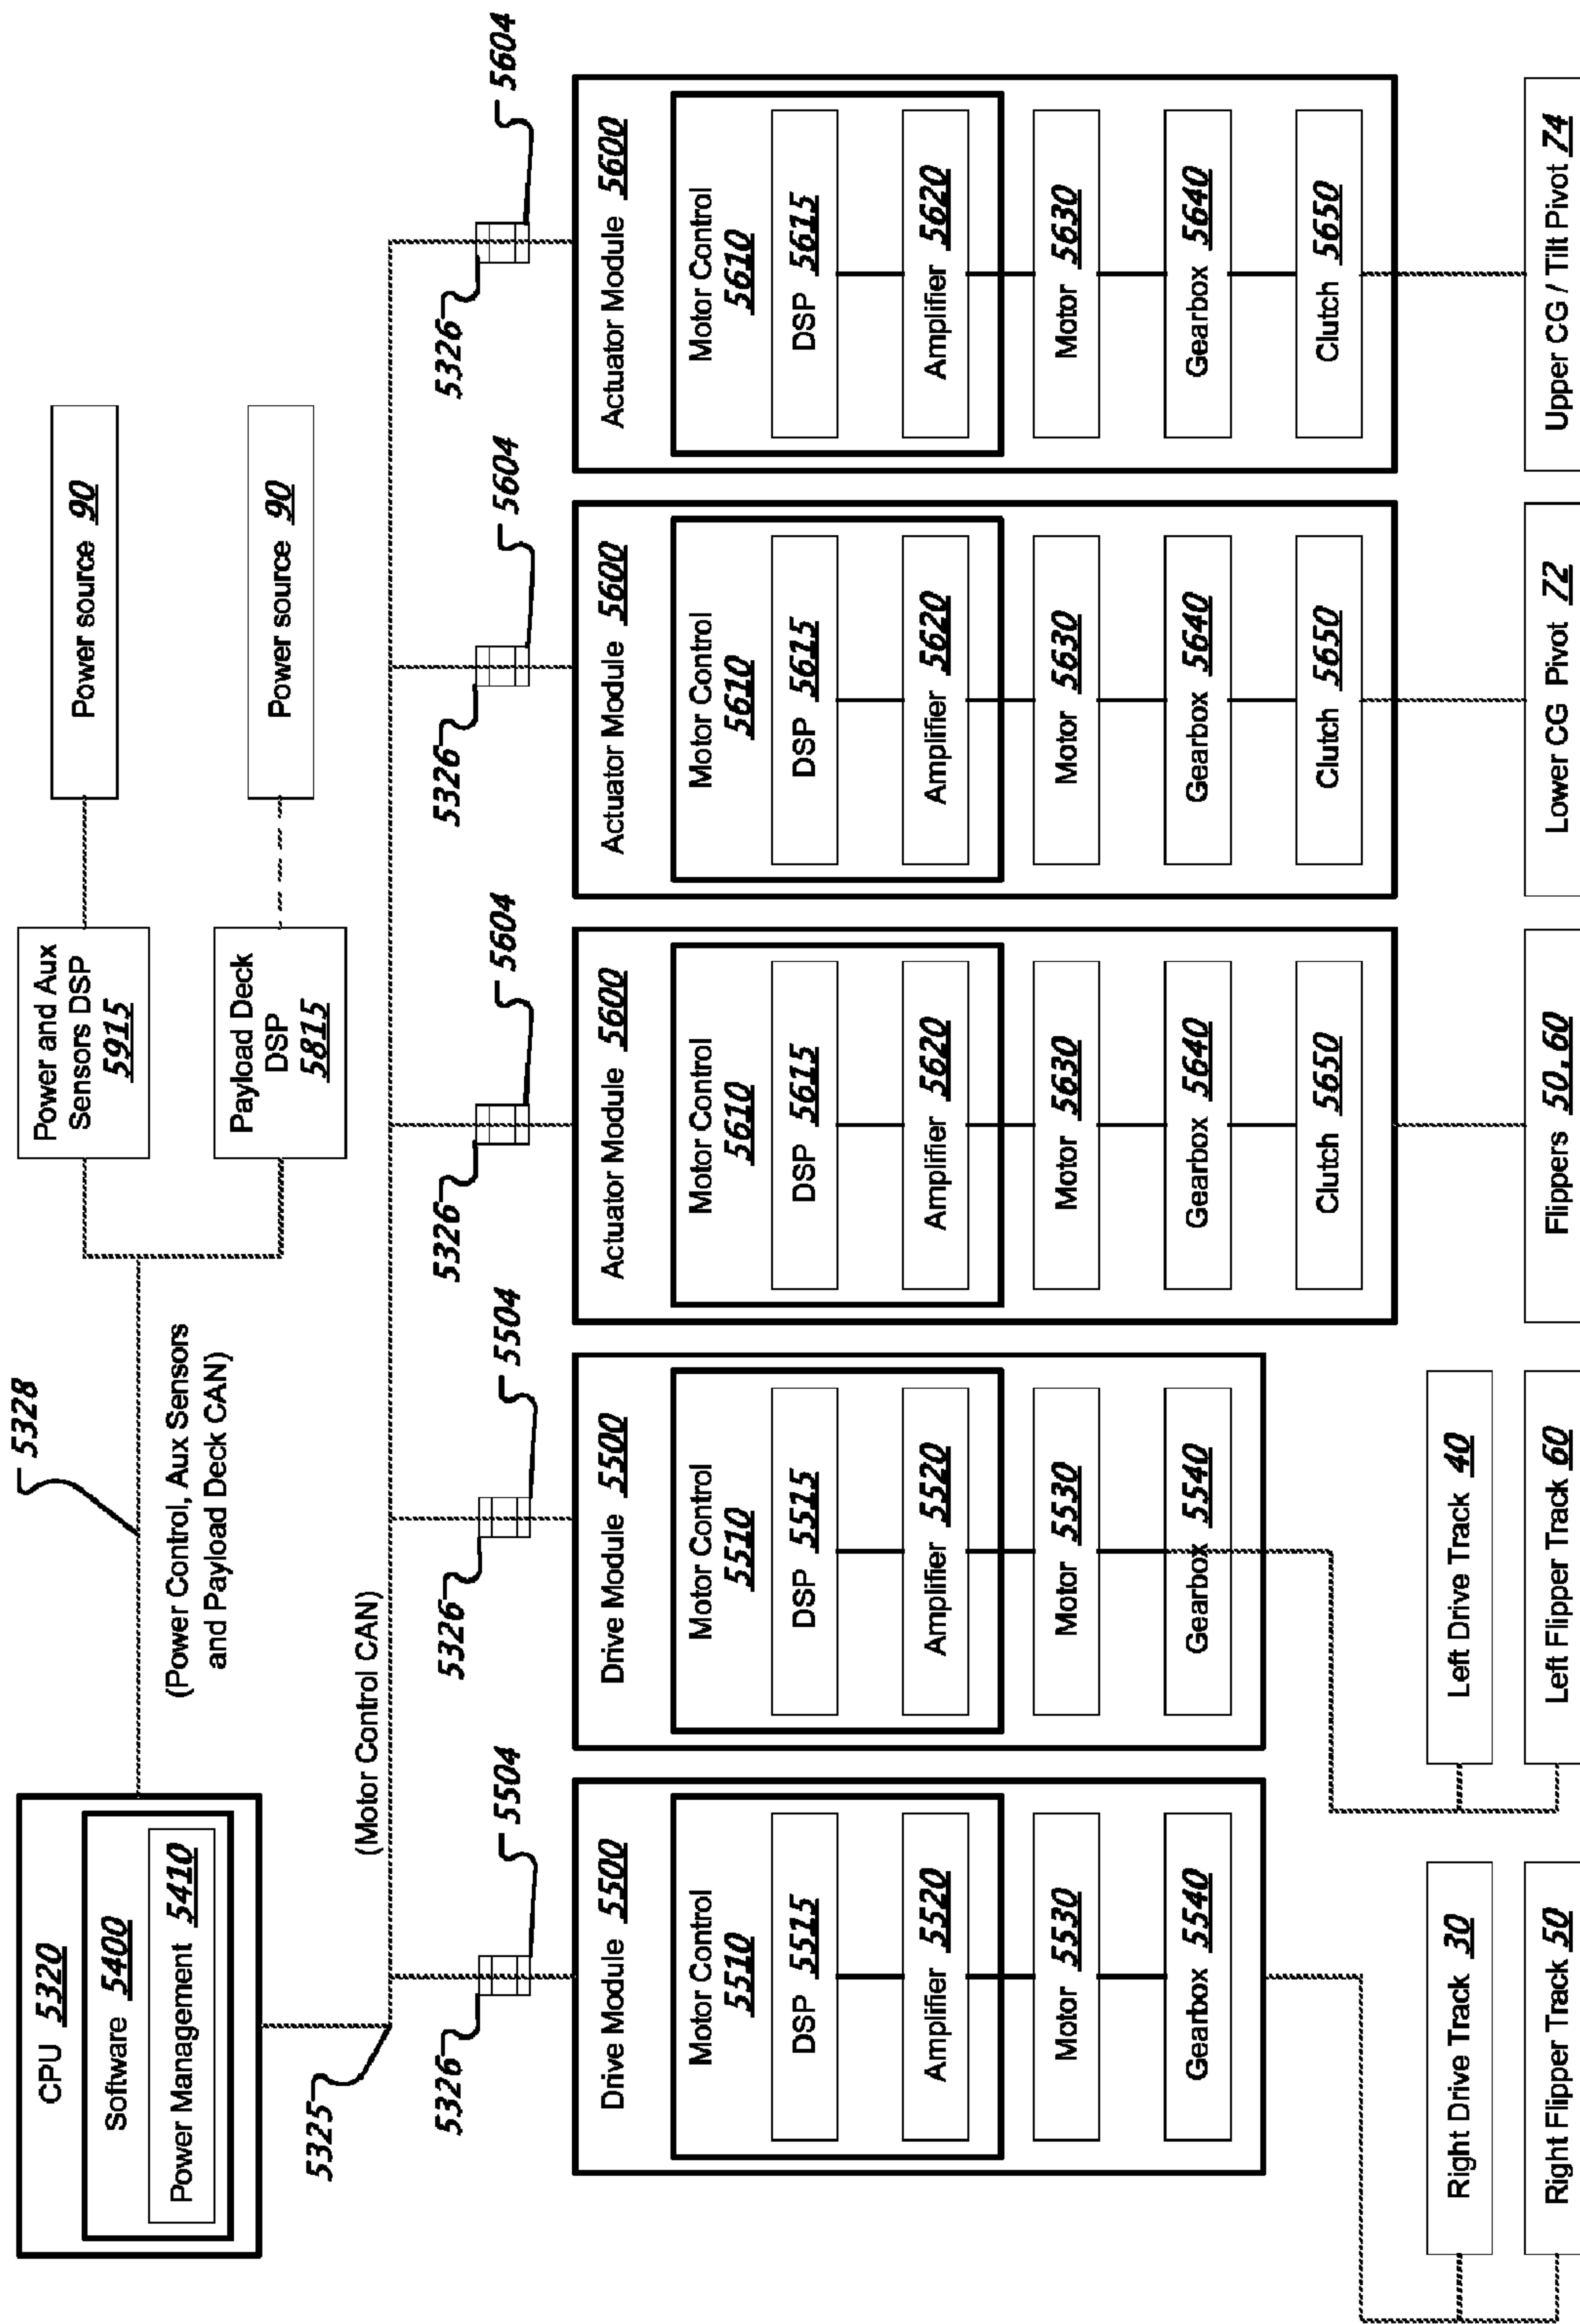 CPU 5320
Software 5400
Power Management 5410
5328
(Power Control, Aux Sensors
and Payload Deck CAN)
Power and Aux
Sensors DSP
5915
Power source 90
Payload Deck
DSP
5815
Power source 90
5325
(Motor Control CAN)
5326
5504
5326
5504
5326
5604
5326
5604
5326
5604
Drive Module 5500
Motor Control
5510
DSP 5515
Amplifier 5520
Motor 5530
Gearbox 5540
Drive Module 5500
Motor Control
5510
DSP 5515
Amplifier 5520
Motor 5530
Gearbox 5540
Actuator Module 5600
Motor Control
5610
DSP 5615
Amplifier 5620
Motor 5630
Gearbox 5640
Clutch 5650
Actuator Module 5600
Motor Control
5610
DSP 5615
Amplifier 5620
Motor 5630
Gearbox 5640
Clutch 5650
Actuator Module 5600
Motor Control
5610
DSP 5615
Amplifier 5620
Motor 5630
Gearbox 5640
Clutch 5650
Right Drive Track 30
Right Flipper Track 50
Left Drive Track 40
Left Flipper Track 60
Flippers 50, 60
Lower CG Pivot 72
Upper CG / Tilt Pivot 74